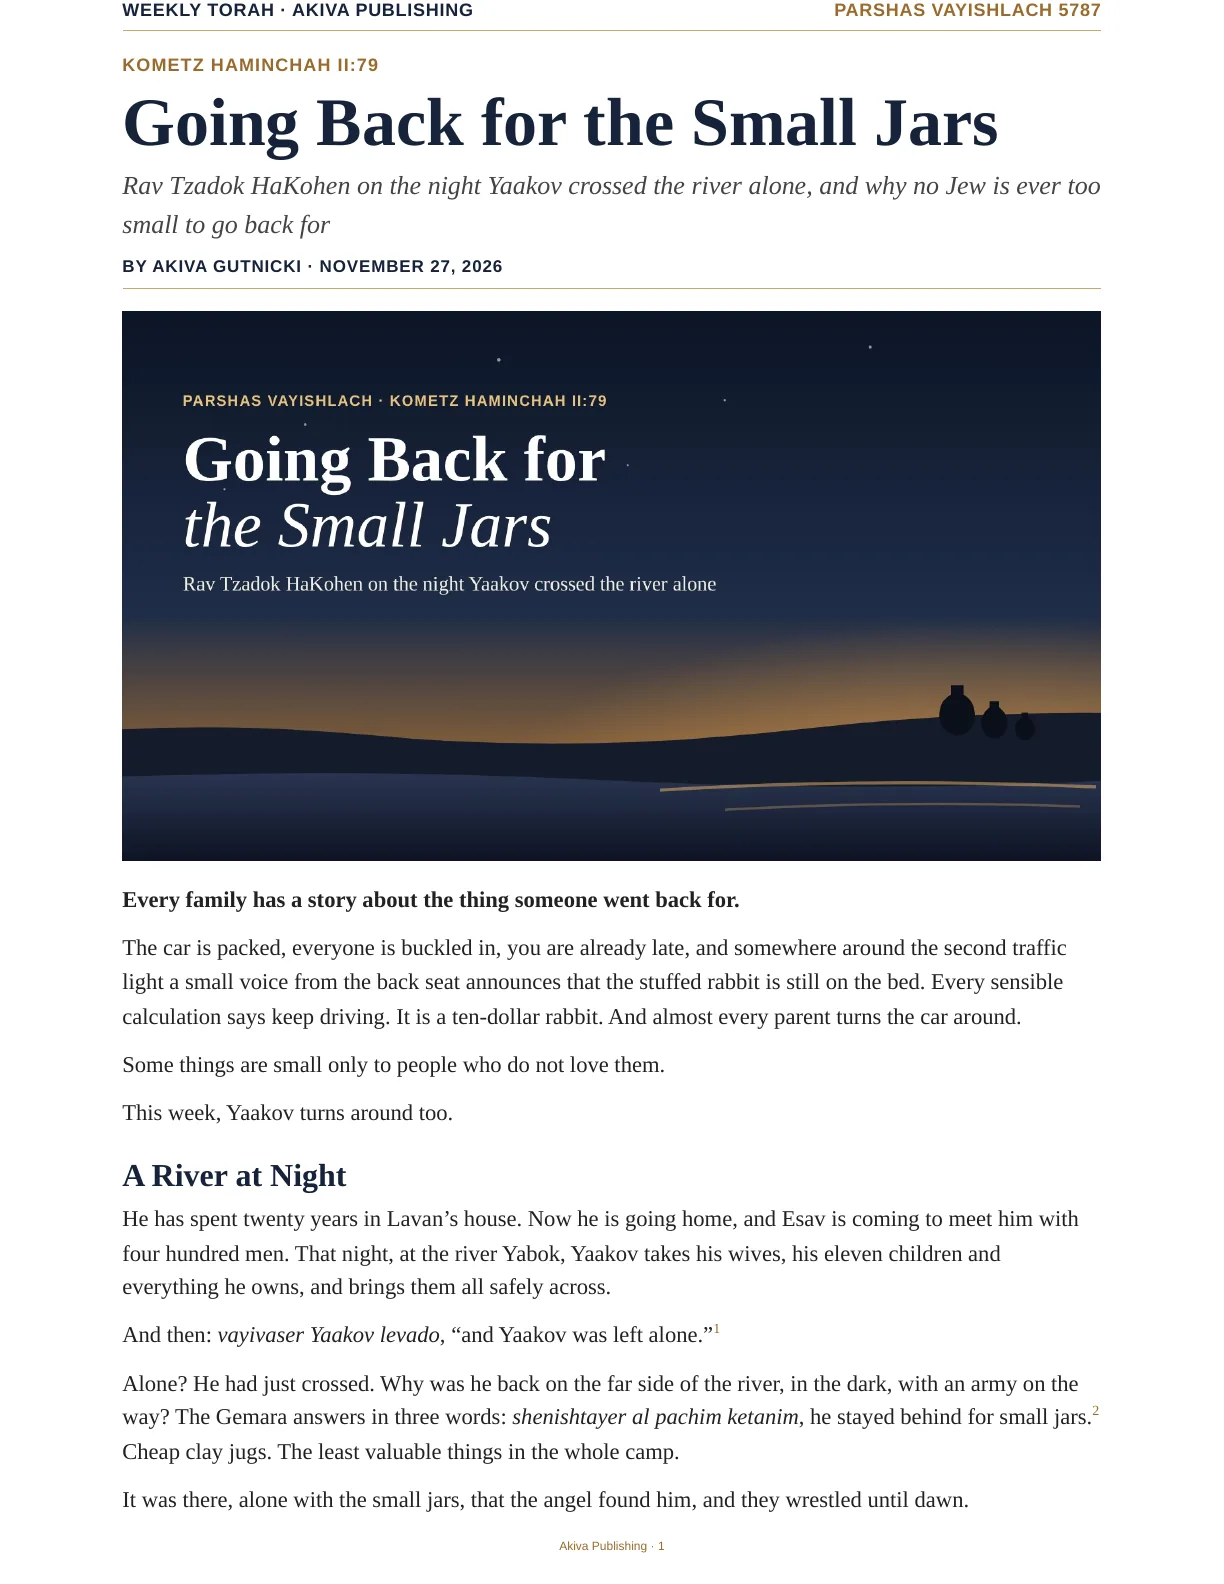 WEEKLY TORAH · AKIVA PUBLISHING
PARSHAS VAYISHLACH 5787
KOMETZ HAMINCHAH II:79
Going Back for the Small Jars
Rav Tzadok HaKohen on the night Yaakov crossed the river alone, and why no Jew is ever too
small to go back for
BY AKIVA GUTNICKI · NOVEMBER 27, 2026
PARSHAS VAYISHLACH · KOMETZ HAMINCHAH II:79
Going Back for
the Small Jars
Rav Tzadok HaKohen on the night Yaakov crossed the river alone
Every family has a story about the thing someone went back for.
The car is packed, everyone is buckled in, you are already late, and somewhere around the second traffic
light a small voice from the back seat announces that the stuffed rabbit is still on the bed. Every sensible
calculation says keep driving. It is a ten-dollar rabbit. And almost every parent turns the car around.
Some things are small only to people who do not love them.
This week, Yaakov turns around too.
A River at Night
He has spent twenty years in Lavan’s house. Now he is going home, and Esav is coming to meet him with
four hundred men. That night, at the river Yabok, Yaakov takes his wives, his eleven children and
everything he owns, and brings them all safely across.
And then: vayivaser Yaakov levado, “and Yaakov was left alone.”1
Alone? He had just crossed. Why was he back on the far side of the river, in the dark, with an army on the
way? The Gemara answers in three words: shenishtayer al pachim ketanim, he stayed behind for small jars.2
Cheap clay jugs. The least valuable things in the whole camp.
It was there, alone with the small jars, that the angel found him, and they wrestled until dawn.
Akiva Publishing · 1